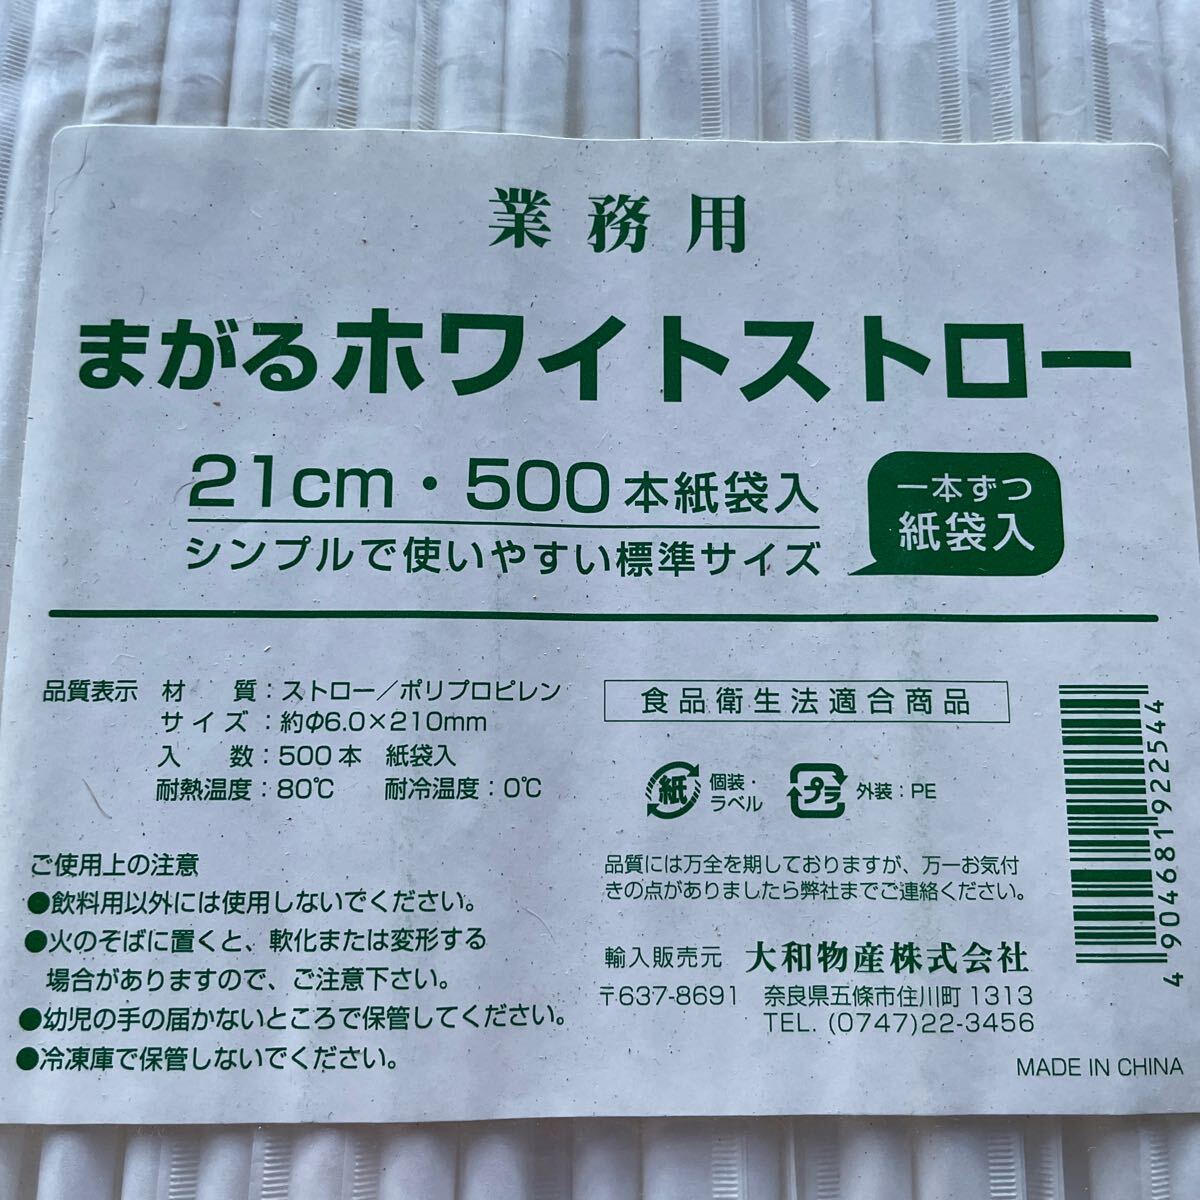 業務用
まがるホワイトストロー
21cm・500本紙袋入
シンプルで使いやすい標準サイズ
一本ずつ
紙袋入
品質表示 材 質：ストロー／ポリプロピレン
サイズ：約φ6.0×210mm
入 数：500本 紙袋入
耐熱温度：80℃ 耐冷温度：0℃
ご使用上の注意
●飲料用以外には使用しないでください。
●火のそばに置くと、軟化または変形する
場合がありますので、ご注意下さい。
●幼児の手の届かないところで保管してください。
●冷凍庫で保管しないでください。
食品衛生法適合商品
紙 個装・
ラベル
プラ 外装：PE
品質には万全を期しておりますが、万一お気付
きの点がありましたら弊社までご連絡ください。
輸入販売元 大和物産株式会社
〒637-8691 奈良県五條市住川町1313
TEL. (0747)22-3456
MADE IN CHINA
4904681922544